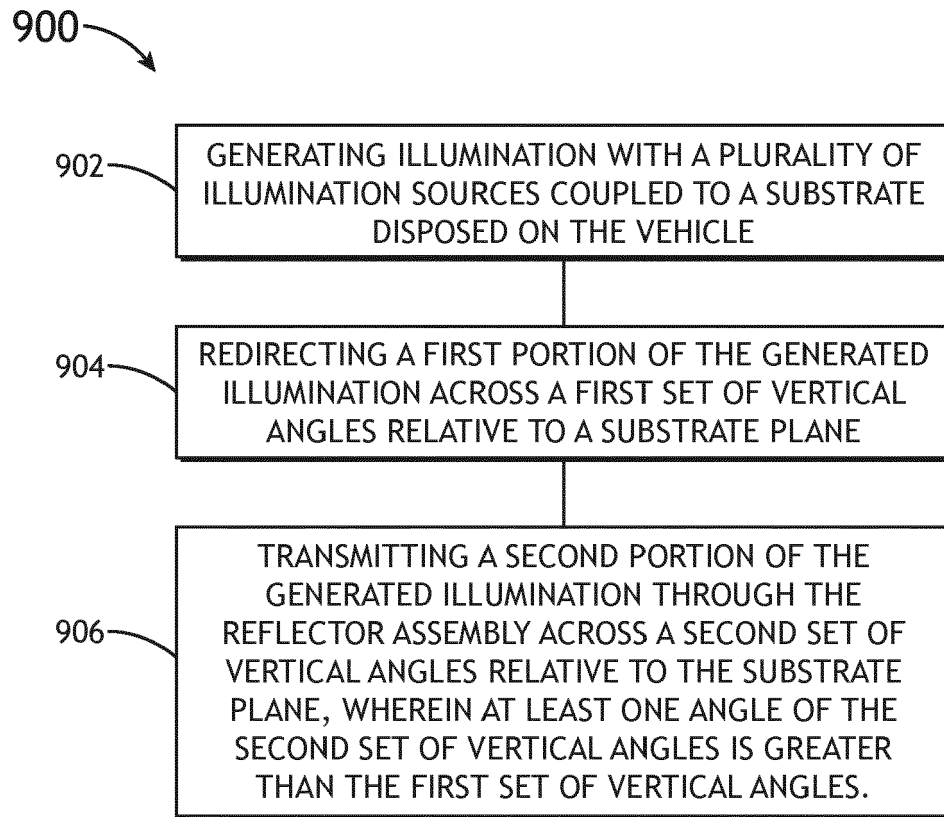 900
902
GENERATING ILLUMINATION WITH A PLURALITY OF
ILLUMINATION SOURCES COUPLED TO A SUBSTRATE
DISPOSED ON THE VEHICLE
904
REDIRECTING A FIRST PORTION OF THE GENERATED
ILLUMINATION ACROSS A FIRST SET OF VERTICAL
ANGLES RELATIVE TO A SUBSTRATE PLANE
906
TRANSMITTING A SECOND PORTION OF THE
GENERATED ILLUMINATION THROUGH THE
REFLECTOR ASSEMBLY ACROSS A SECOND SET OF
VERTICAL ANGLES RELATIVE TO THE SUBSTRATE
PLANE, WHEREIN AT LEAST ONE ANGLE OF THE
SECOND SET OF VERTICAL ANGLES IS GREATER
THAN THE FIRST SET OF VERTICAL ANGLES.